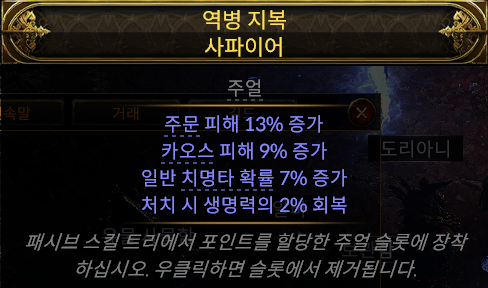 역병 지복
사파이어
주얼
속말
거래
주문 피해 13% 증가
카오스 피해 9% 증가
도리아니
일반 치명타 확률 7% 증가
처치 시 생명력의 2% 회복
패시브 스킬 트리에서 포인트를 할당한 주얼 슬롯에 장착
하십시오. 우클릭하면 슬롯에서 제거됩니다.